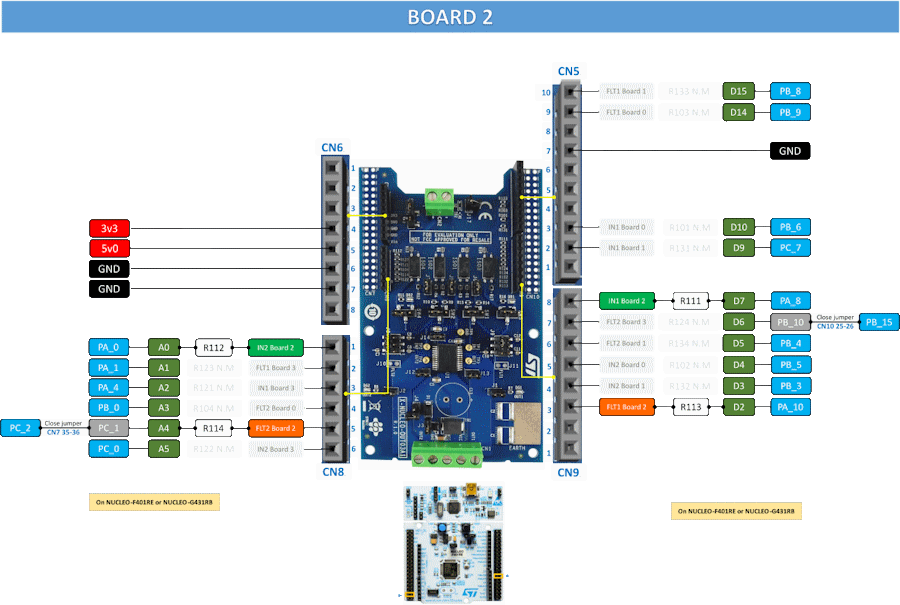 BOARD 2
CN5
10 FLT1 Board 1 R133 N.M D15 PB_8
9 FLT1 Board 0 R103 N.M D14 PB_9
8
7 GND
6
5
4
3 IN1 Board 0 R101 N.M D10 PB_6
2 IN1 Board 1 R131 N.M D9 PC_7
1
CN6
1
2
3
3v3 4
5v0 5
GND 6
GND 7
8
8 IN1 Board 2 R111 D7 PA_8
7 FLT2 Board 3 R124 N.M D6 PB_10 Close jumper CN10 25-26 PB_15
6 FLT2 Board 1 R134 N.M D5 PB_4
5 IN2 Board 0 R102 N.M D4 PB_5
4 IN2 Board 1 R132 N.M D3 PB_3
3 FLT1 Board 2 R113 D2 PA_10
2
1
CN9
PA_0 A0 R112 IN2 Board 2 1
PA_1 A1 R123 N.M FLT1 Board 3 2
PA_4 A2 R121 N.M IN1 Board 3 3
PB_0 A3 R104 N.M FLT2 Board 0 4
PC_2 Close jumper CN7 35-36 PC_1 A4 R114 FLT2 Board 2 5
PC_0 A5 R122 N.M IN2 Board 3 6
CN8
FOR EVALUATION ONLY
NOT FCC APPROVED FOR RESALE
CN7
CN10
J17
J10
J11
J12
J13
EARTH
CN1
On NUCLEO-F401RE or NUCLEO-G431RB
On NUCLEO-F401RE or NUCLEO-G431RB